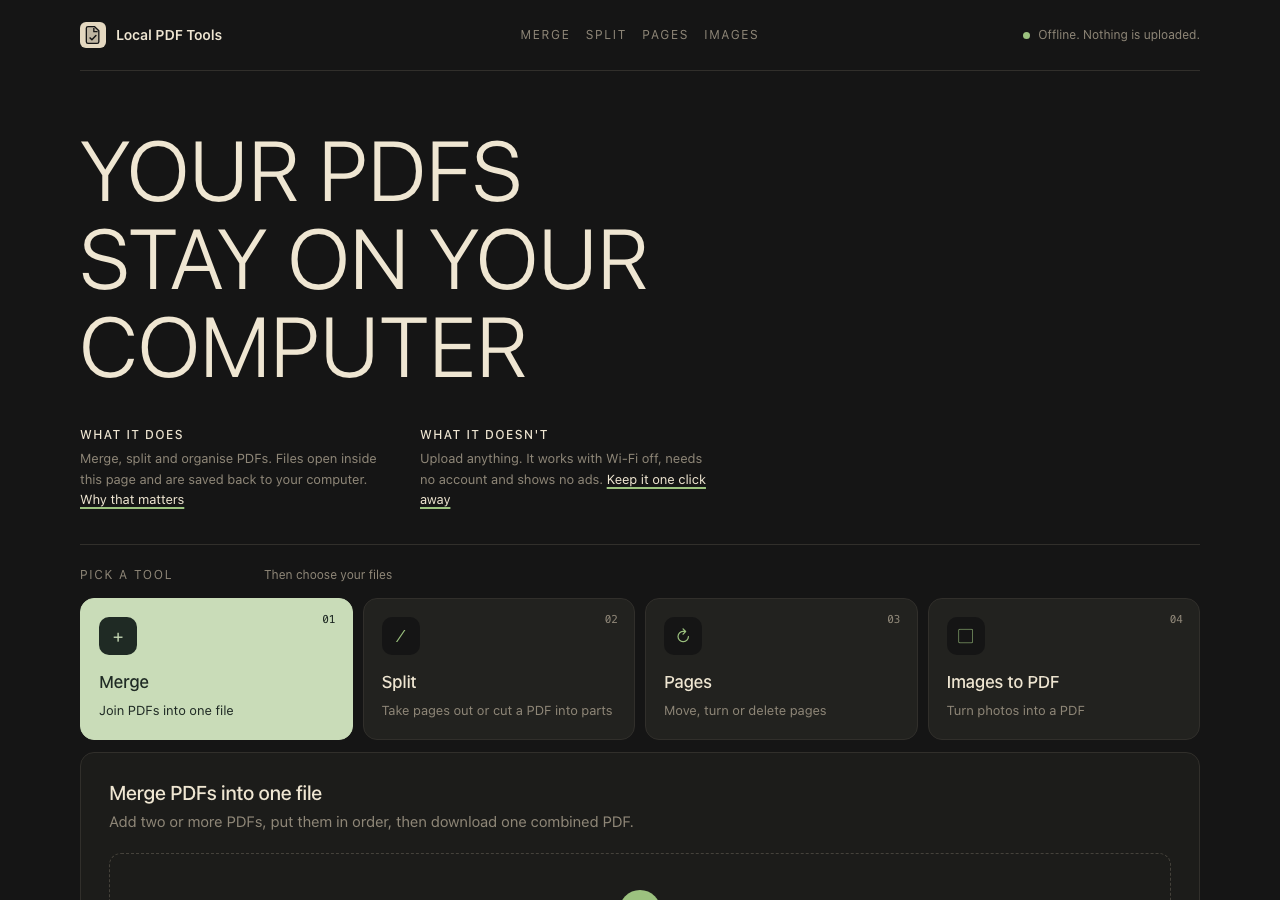 Local PDF Tools
MERGE SPLIT PAGES IMAGES
Offline. Nothing is uploaded.
YOUR PDFS
STAY ON YOUR
COMPUTER
WHAT IT DOES
Merge, split and organise PDFs. Files open inside
this page and are saved back to your computer.
Why that matters
WHAT IT DOESN'T
Upload anything. It works with Wi-Fi off, needs
no account and shows no ads. Keep it one click
away
PICK A TOOL
Then choose your files
01
Merge
Join PDFs into one file
02
Split
Take pages out or cut a PDF into parts
03
Pages
Move, turn or delete pages
04
Images to PDF
Turn photos into a PDF
Merge PDFs into one file
Add two or more PDFs, put them in order, then download one combined PDF.